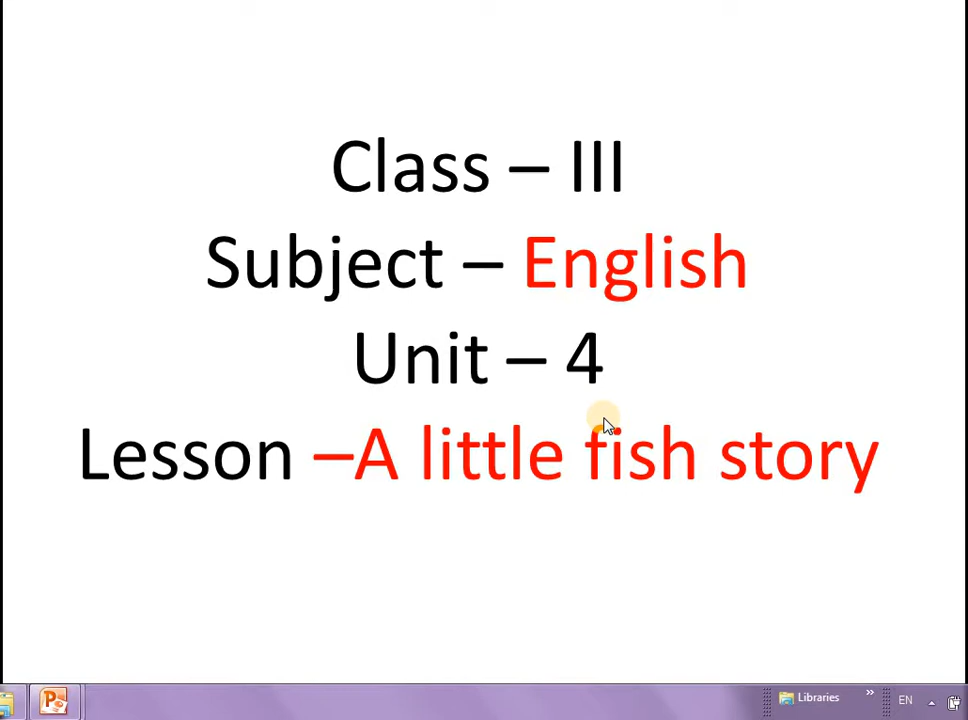 Class – III
Subject – English
Unit – 4
Lesson –A little fish story
Libraries
EN